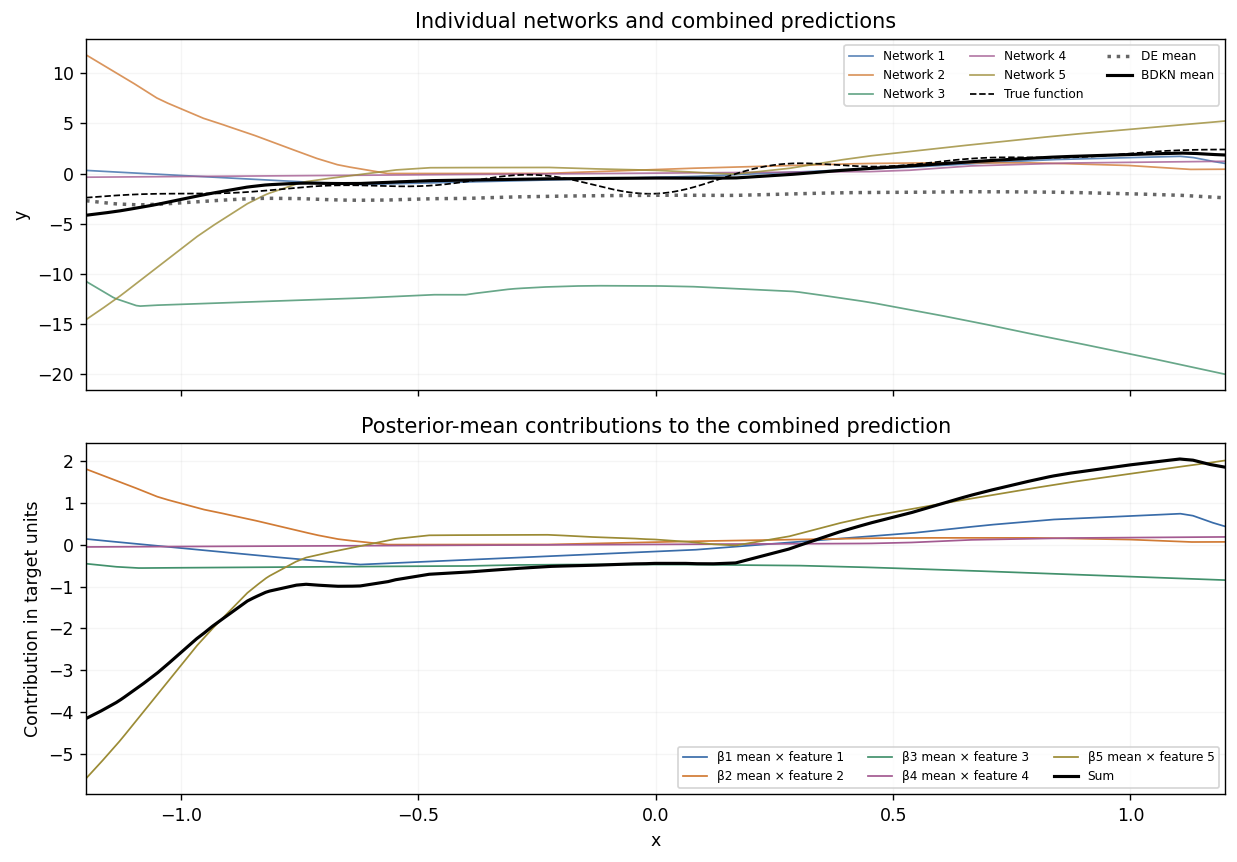 Individual networks and combined predictions
10
5
0
−5
−10
−15
−20
y
Network 1
Network 2
Network 3
Network 4
Network 5
True function
DE mean
BDKN mean
Posterior-mean contributions to the combined prediction
2
1
0
−1
−2
−3
−4
−5
Contribution in target units
β1 mean × feature 1
β2 mean × feature 2
β3 mean × feature 3
β4 mean × feature 4
β5 mean × feature 5
Sum
−1.0
−0.5
0.0
0.5
1.0
x